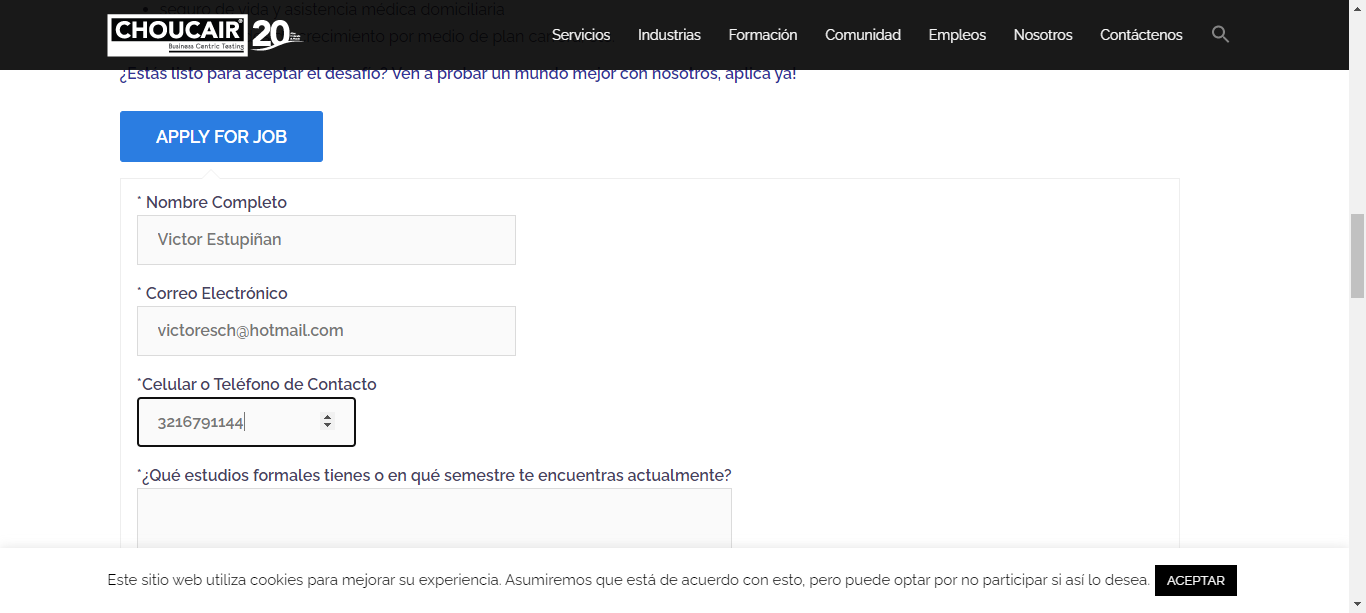 seguro de vida y asistencia médica domiciliaria
CHOUCAIR
Business Centric Testing
20
crecimiento por medio de plan
Servicios
Industrias
Formación
Comunidad
Empleos
Nosotros
Contáctenos
¿Estás listo para aceptar el desafío? Ven a probar un mundo mejor con nosotros, aplica ya!
APPLY FOR JOB
* Nombre Completo
Victor Estupiñan
* Correo Electrónico
victoresch@hotmail.com
*Celular o Teléfono de Contacto
3216791144
*¿Qué estudios formales tienes o en qué semestre te encuentras actualmente?
Este sitio web utiliza cookies para mejorar su experiencia. Asumiremos que está de acuerdo con esto, pero puede optar por no participar si así lo desea.
ACEPTAR